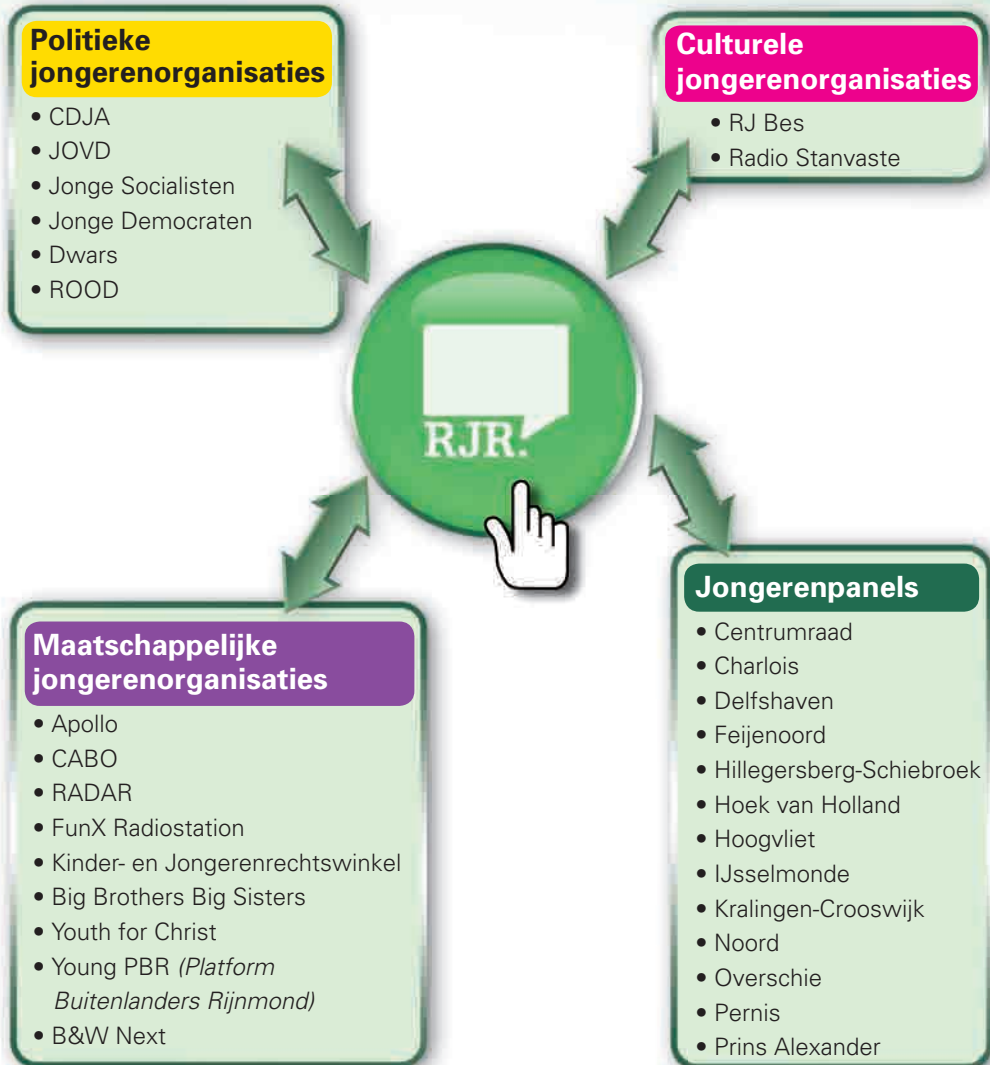 Politieke
jongerenorganisaties
• CDJA
• JOVD
• Jonge Socialisten
• Jonge Democraten
• Dwars
• ROOD
Culturele
jongerenorganisaties
• RJ Bes
• Radio Stanvaste
RJR.
Maatschappelijke
jongerenorganisaties
• Apollo
• CABO
• RADAR
• FunX Radiostation
• Kinder- en Jongerenrechtswinkel
• Big Brothers Big Sisters
• Youth for Christ
• Young PBR (Platform
Buitenlanders Rijnmond)
• B&W Next
Jongerenpanels
• Centrumraad
• Charlois
• Delfshaven
• Feijenoord
• Hillegersberg-Schiebroek
• Hoek van Holland
• Hoogvliet
• IJsselmonde
• Kralingen-Crooswijk
• Noord
• Overschie
• Pernis
• Prins Alexander